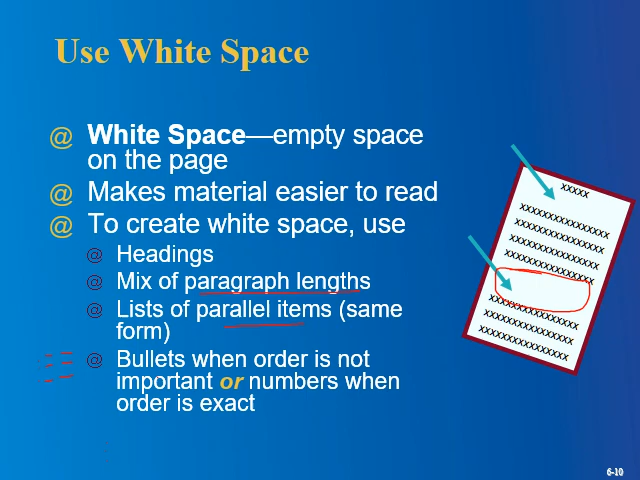 Use White Space
@ White Space—empty space
on the page
@ Makes material easier to read
@ To create white space, use
@ Headings
@ Mix of paragraph lengths
@ Lists of parallel items (same
form)
@ Bullets when order is not
important or numbers when
order is exact
xxxxx
xxxxxxxxxxxxxxxx
xxxxxxxxxxxxxxxx
xxxxxxxxxxxxxxxx
xxxxxxxxxxxxxxxx
xxxxxxxxxxxxxxxx
xxxxxxxxxxxxxxxx
xxxxxxxxxxxxxxxx
6-10